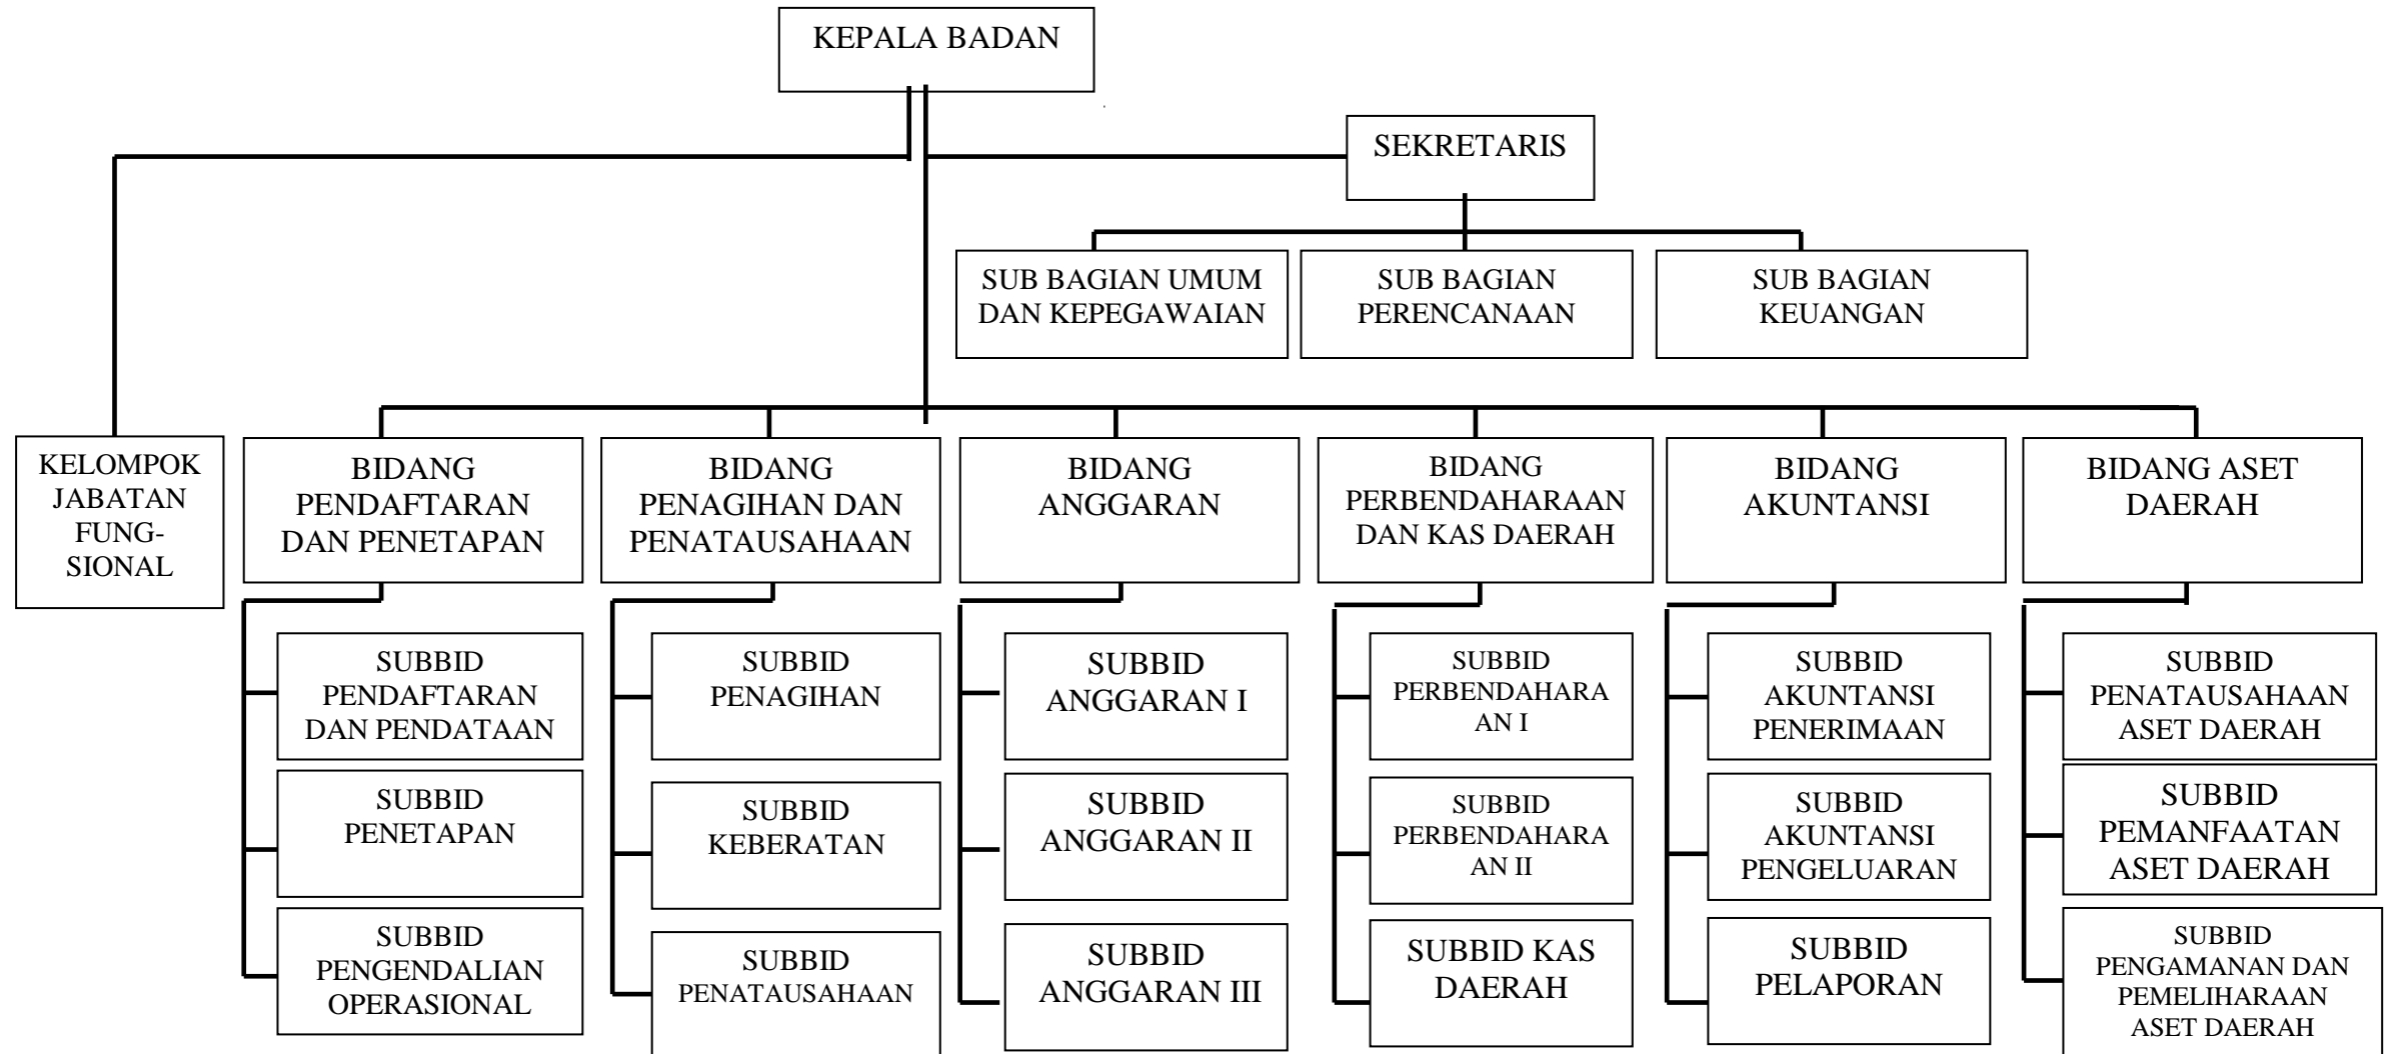 KEPALA BADAN
SEKRETARIS
SUB BAGIAN UMUM
DAN KEPEGAWAIAN
SUB BAGIAN
PERENCANAAN
SUB BAGIAN
KEUANGAN
KELOMPOK
JABATAN
FUNG-
SIONAL
BIDANG
PENDAFTARAN
DAN PENETAPAN
BIDANG
PENAGIHAN DAN
PENATAUSAHAAN
BIDANG
ANGGARAN
BIDANG
PERBENDAHARAAN
DAN KAS DAERAH
BIDANG
AKUNTANSI
BIDANG ASET
DAERAH
SUBBID
PENDAFTARAN
DAN PENDATAAN
SUBBID
PENETAPAN
SUBBID
PENGENDALIAN
OPERASIONAL
SUBBID
PENAGIHAN
SUBBID
KEBERATAN
SUBBID
PENATAUSAHAAN
SUBBID
ANGGARAN I
SUBBID
ANGGARAN II
SUBBID
ANGGARAN III
SUBBID
PERBENDAHARA
AN I
SUBBID
PERBENDAHARA
AN II
SUBBID KAS
DAERAH
SUBBID
AKUNTANSI
PENERIMAAN
SUBBID
AKUNTANSI
PENGELUARAN
SUBBID
PELAPORAN
SUBBID
PENATAUSAHAAN
ASET DAERAH
SUBBID
PEMANFAATAN
ASET DAERAH
SUBBID
PENGAMANAN DAN
PEMELIHARAAN
ASET DAERAH